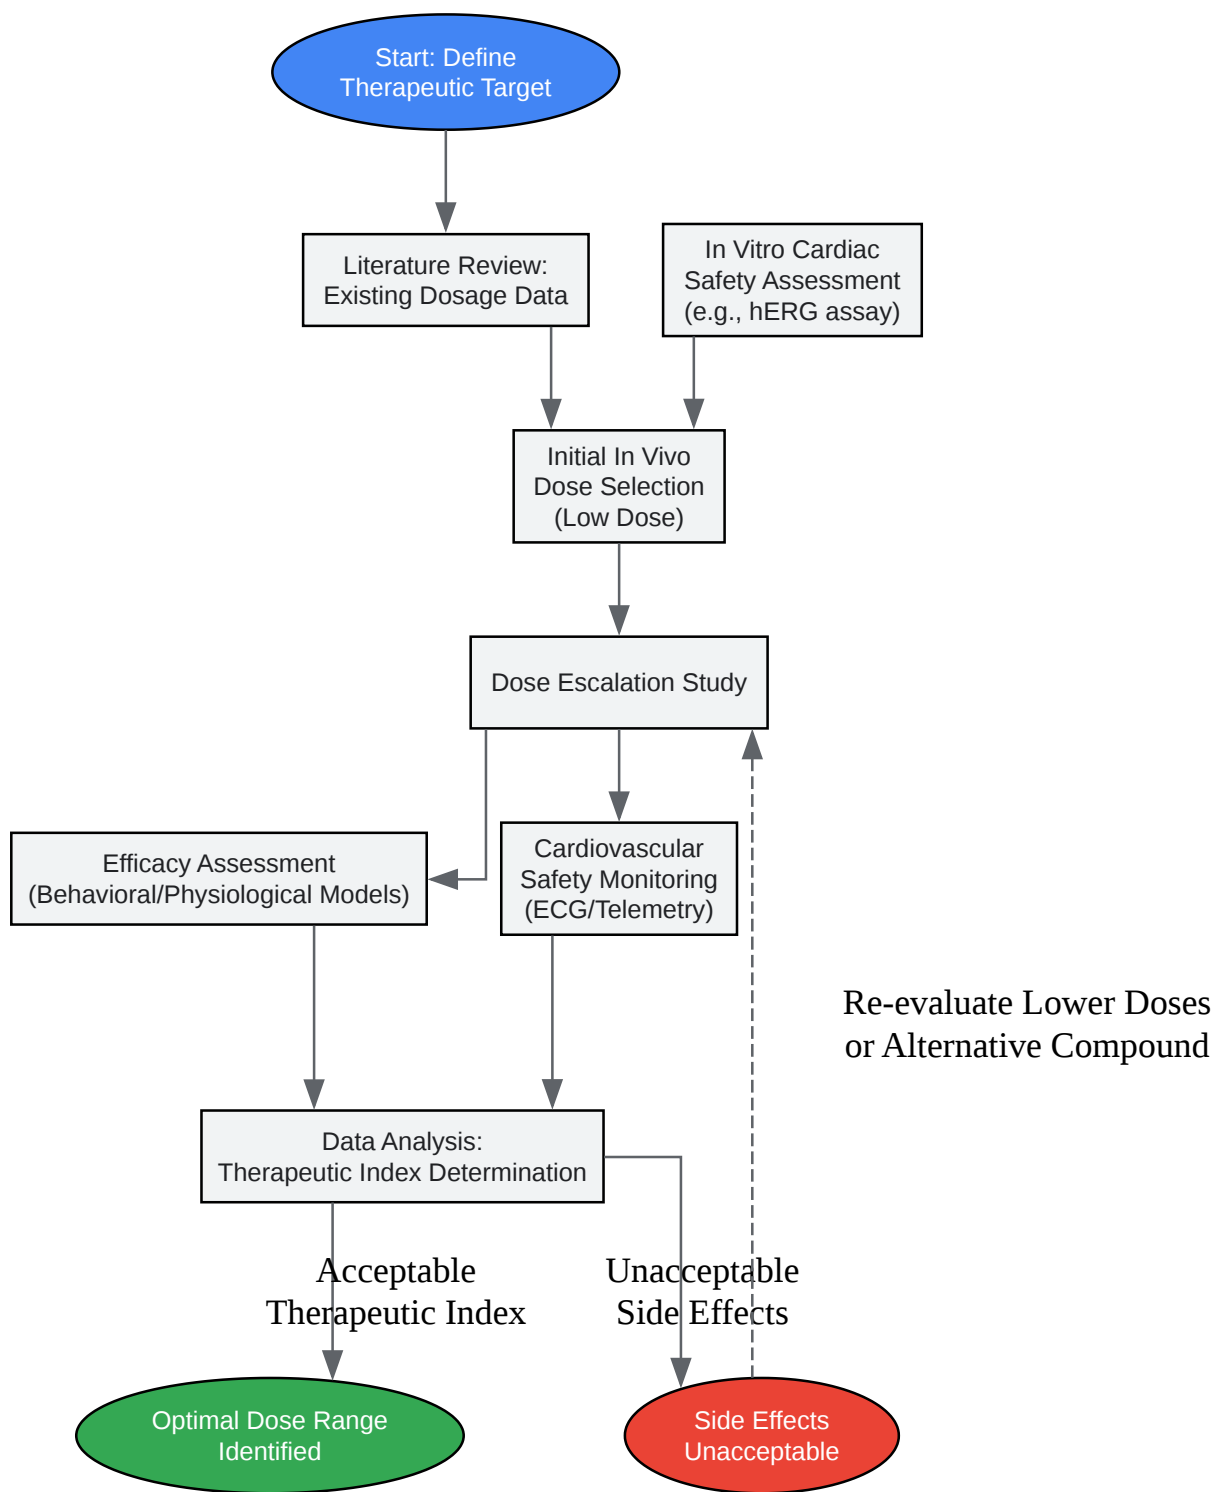 Start: Define
Therapeutic Target
Literature Review:
Existing Dosage Data
In Vitro Cardiac
Safety Assessment
(e.g., hERG assay)
Initial In Vivo
Dose Selection
(Low Dose)
Dose Escalation Study
Efficacy Assessment
(Behavioral/Physiological Models)
Cardiovascular
Safety Monitoring
(ECG/Telemetry)
Re-evaluate Lower Doses
or Alternative Compound
Data Analysis:
Therapeutic Index Determination
Acceptable
Therapeutic Index
Unacceptable
Side Effects
Optimal Dose Range
Identified
Side Effects
Unacceptable